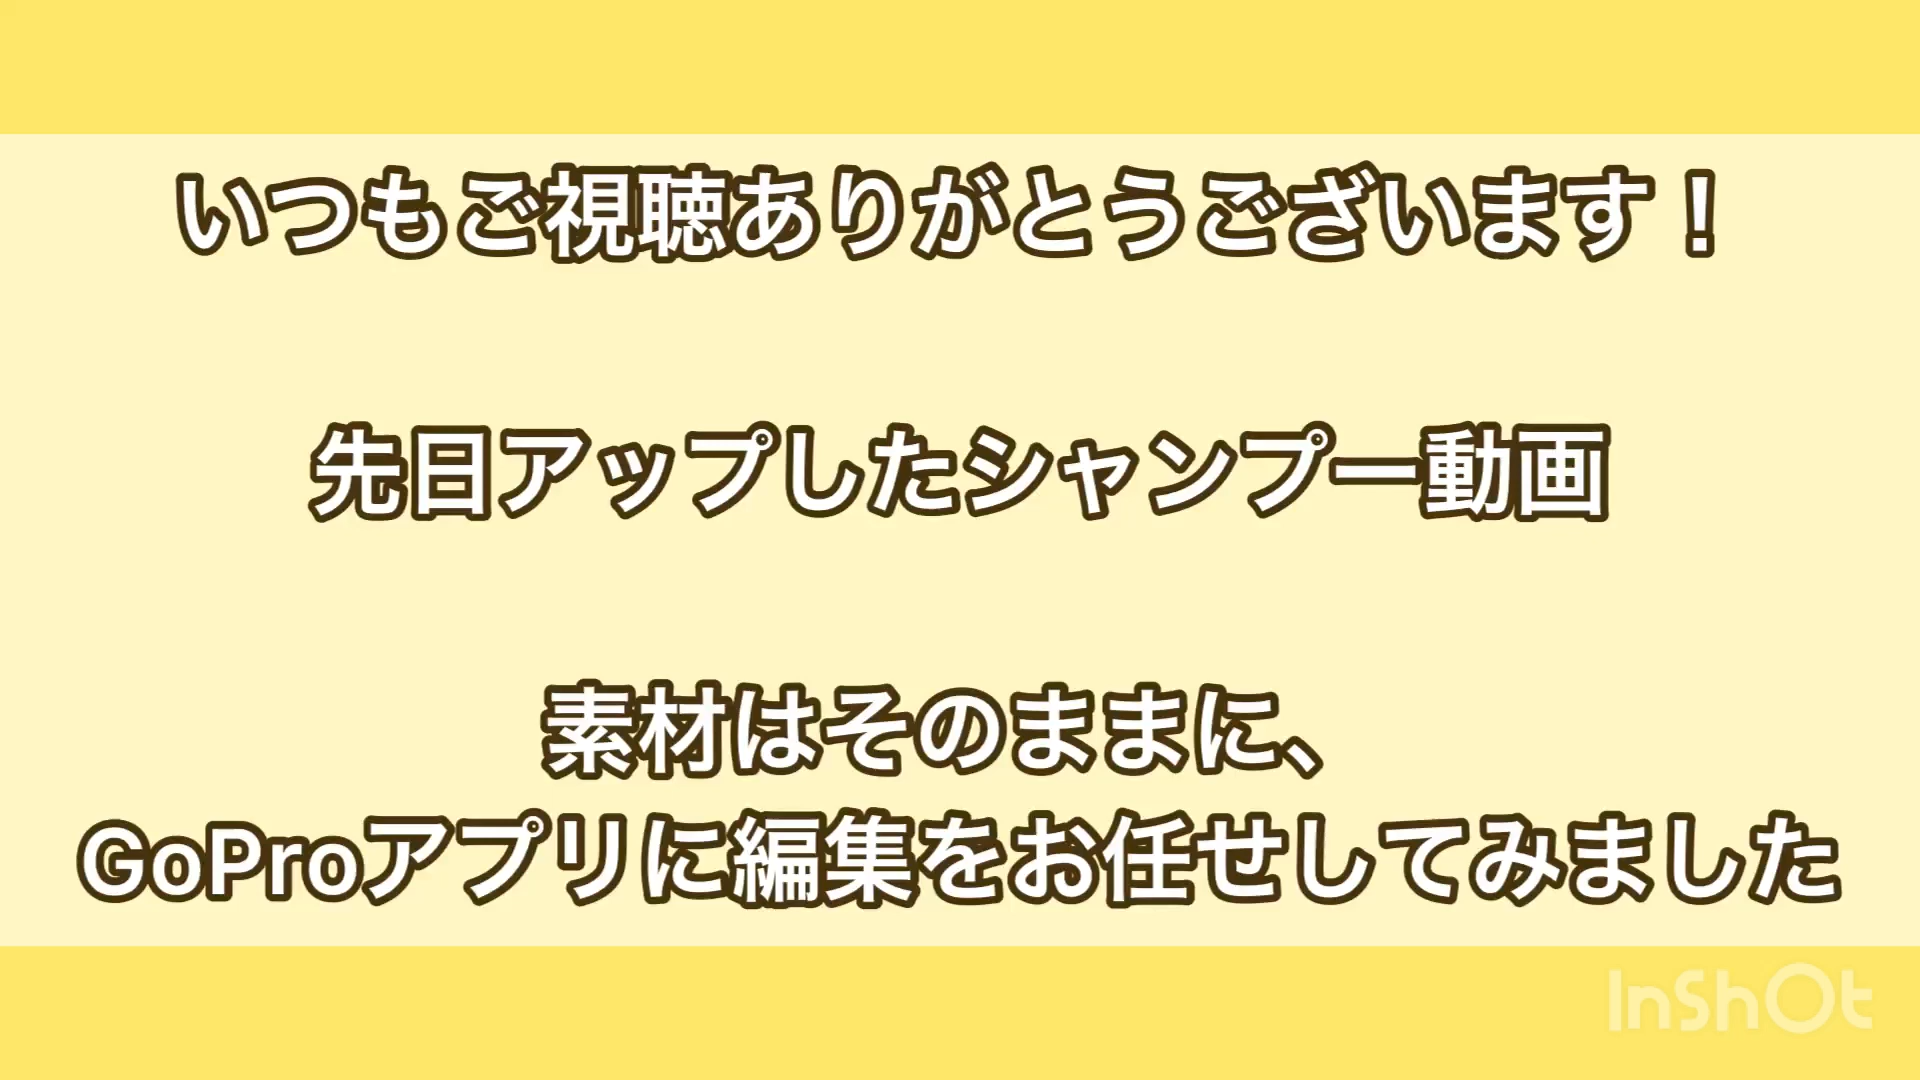 いつもご視聴ありがとうございます！
先日アップしたシャンプー動画
素材はそのままに、
GoProアプリに編集をお任せしてみました
InShOt